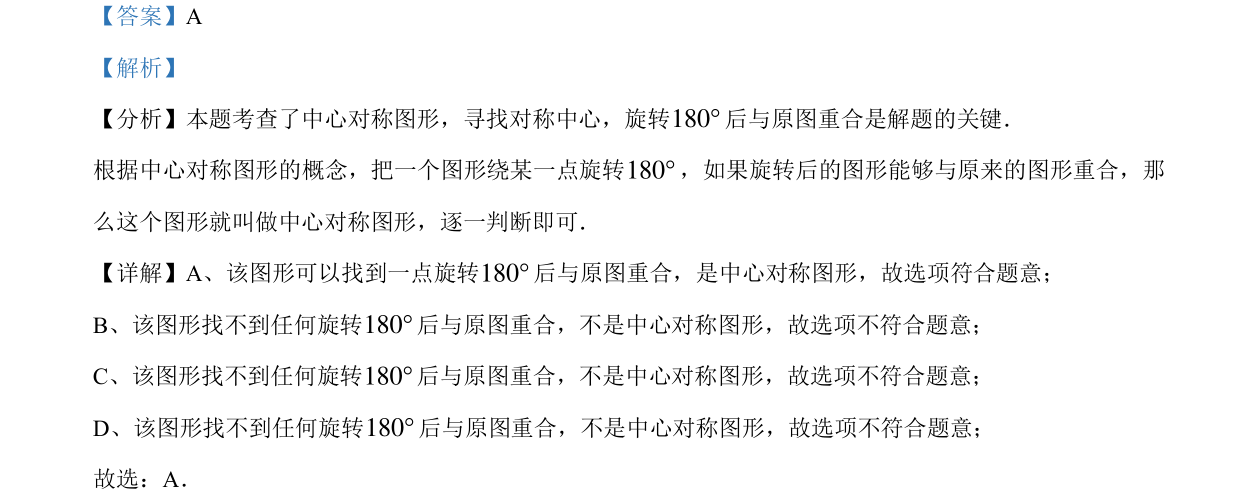 【答案】A
【解析】
【分析】本题考查了中心对称图形，寻找对称中心，旋转180°后与原图重合是解题的关键．
根据中心对称图形的概念，把一个图形绕某一点旋转180°，如果旋转后的图形能够与原来的图形重合，那
么这个图形就叫做中心对称图形，逐一判断即可．
【详解】A、该图形可以找到一点旋转180°后与原图重合，是中心对称图形，故选项符合题意；
B、该图形找不到任何旋转180°后与原图重合，不是中心对称图形，故选项不符合题意；
C、该图形找不到任何旋转180°后与原图重合，不是中心对称图形，故选项不符合题意；
D、该图形找不到任何旋转180°后与原图重合，不是中心对称图形，故选项不符合题意；
故选：A．